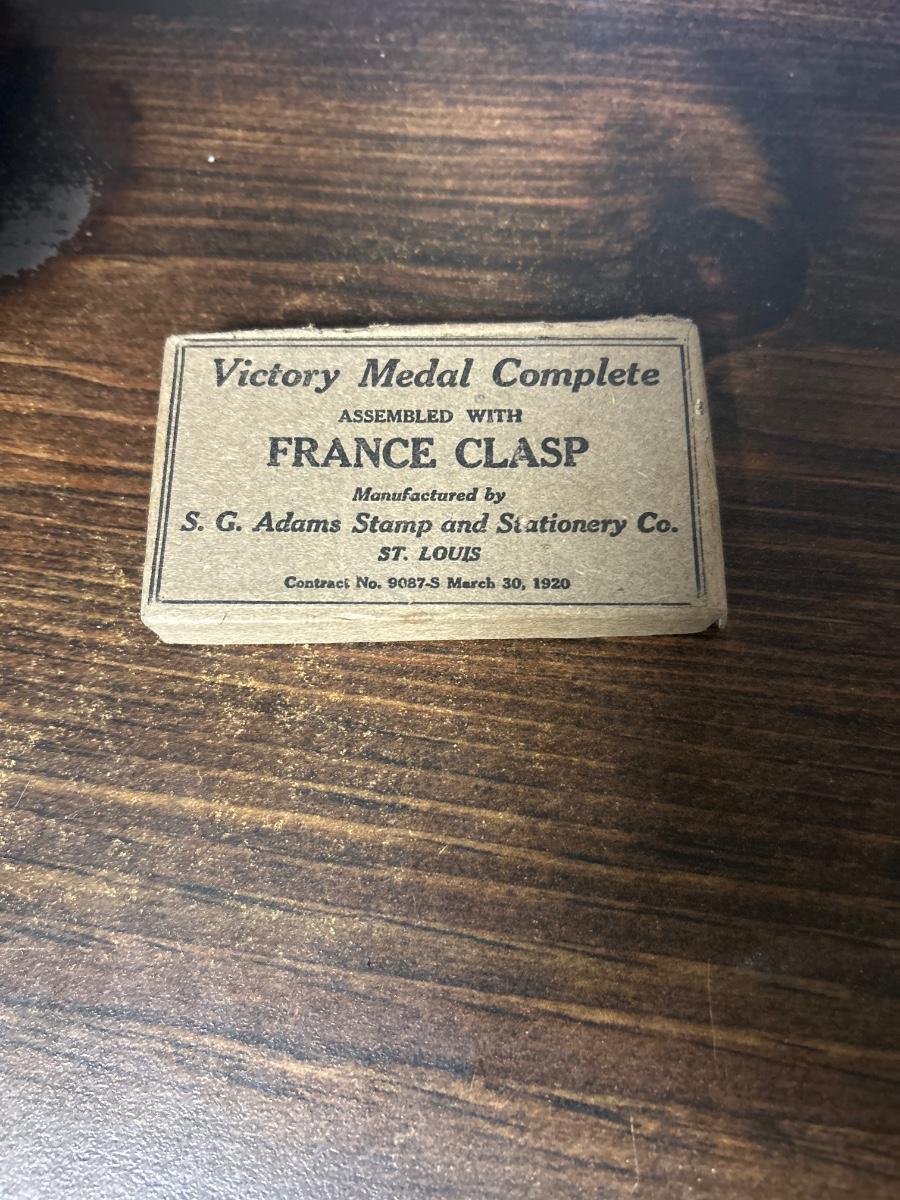 Victory Medal Complete
ASSEMBLED WITH
FRANCE CLASP
Manufactured by
S. G. Adams Stamp and Stationery Co.
ST. LOUIS
Contract No. 9087-S March 30, 1920